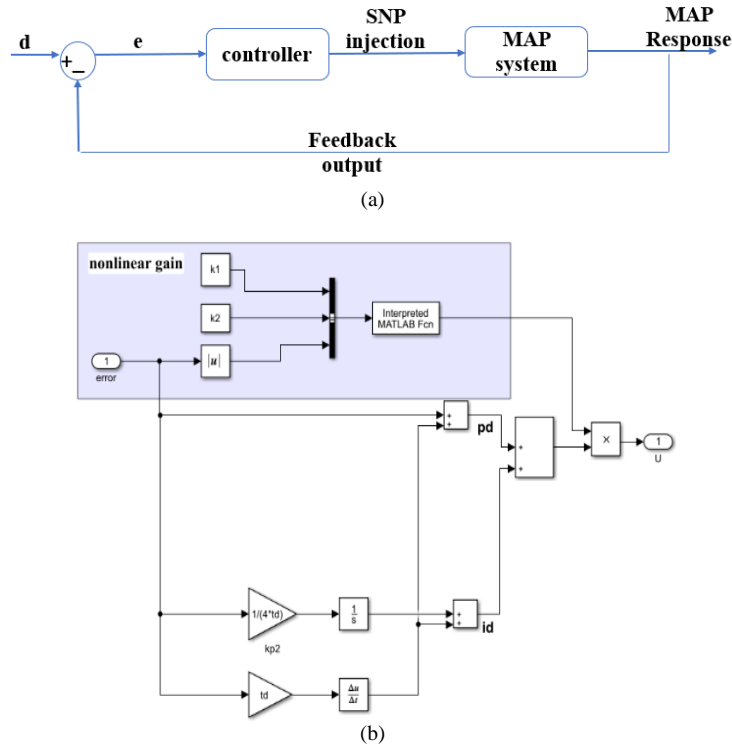 d
e
+
−
controller
SNP
injection
MAP
system
MAP
Response
Feedback
output
(a)
nonlinear gain
k1
k2
|u|
1
error
Interpreted
MATLAB Fcn
+
+
pd
+
+
×
1
U
1/(4*td)
kp2
1
s
+
+
id
td
Δu
Δt
(b)